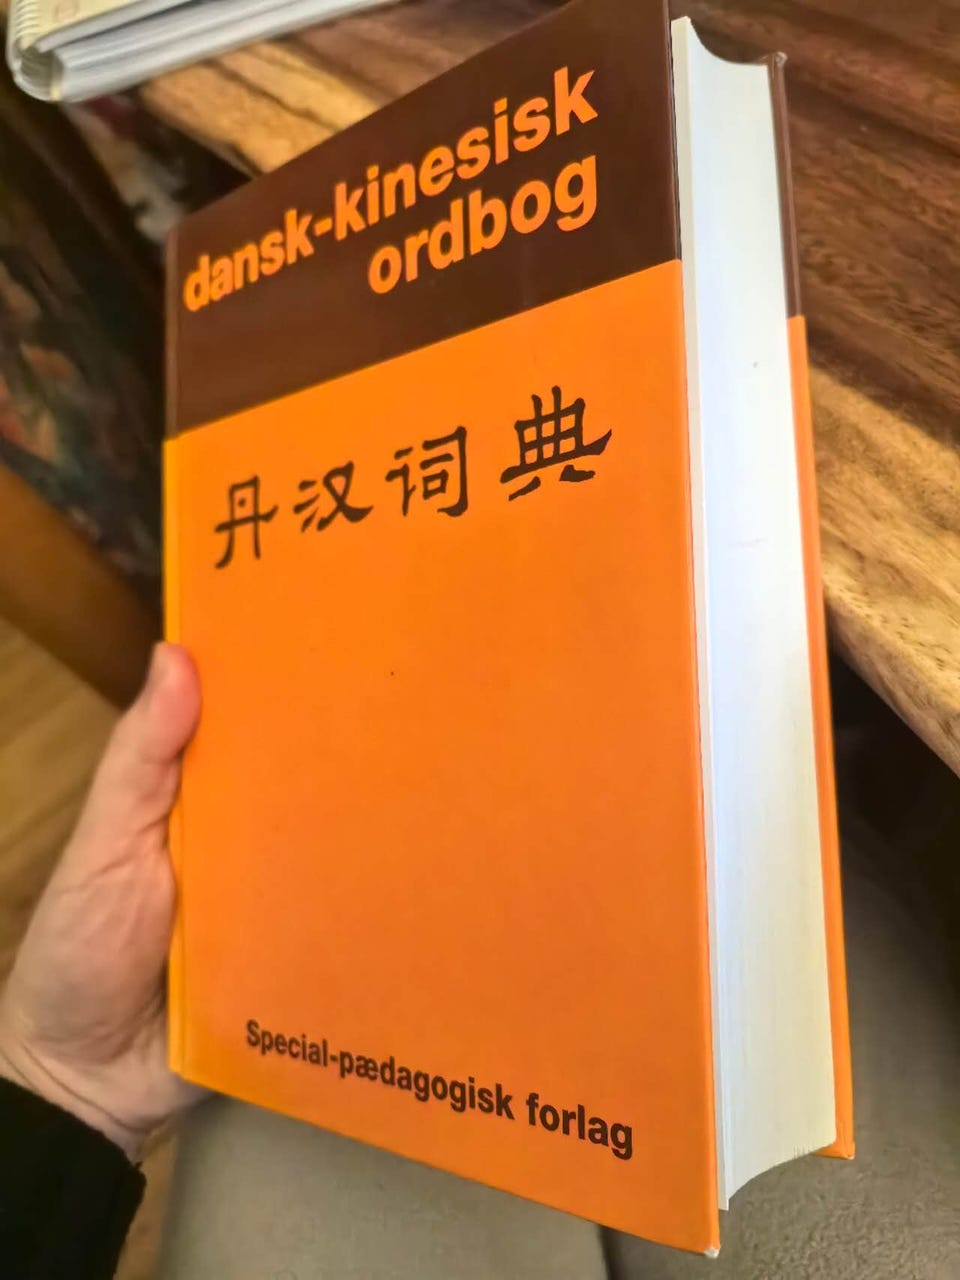 dansk-kinesisk
ordbog
丹汉词典
Special-pædagogisk forlag